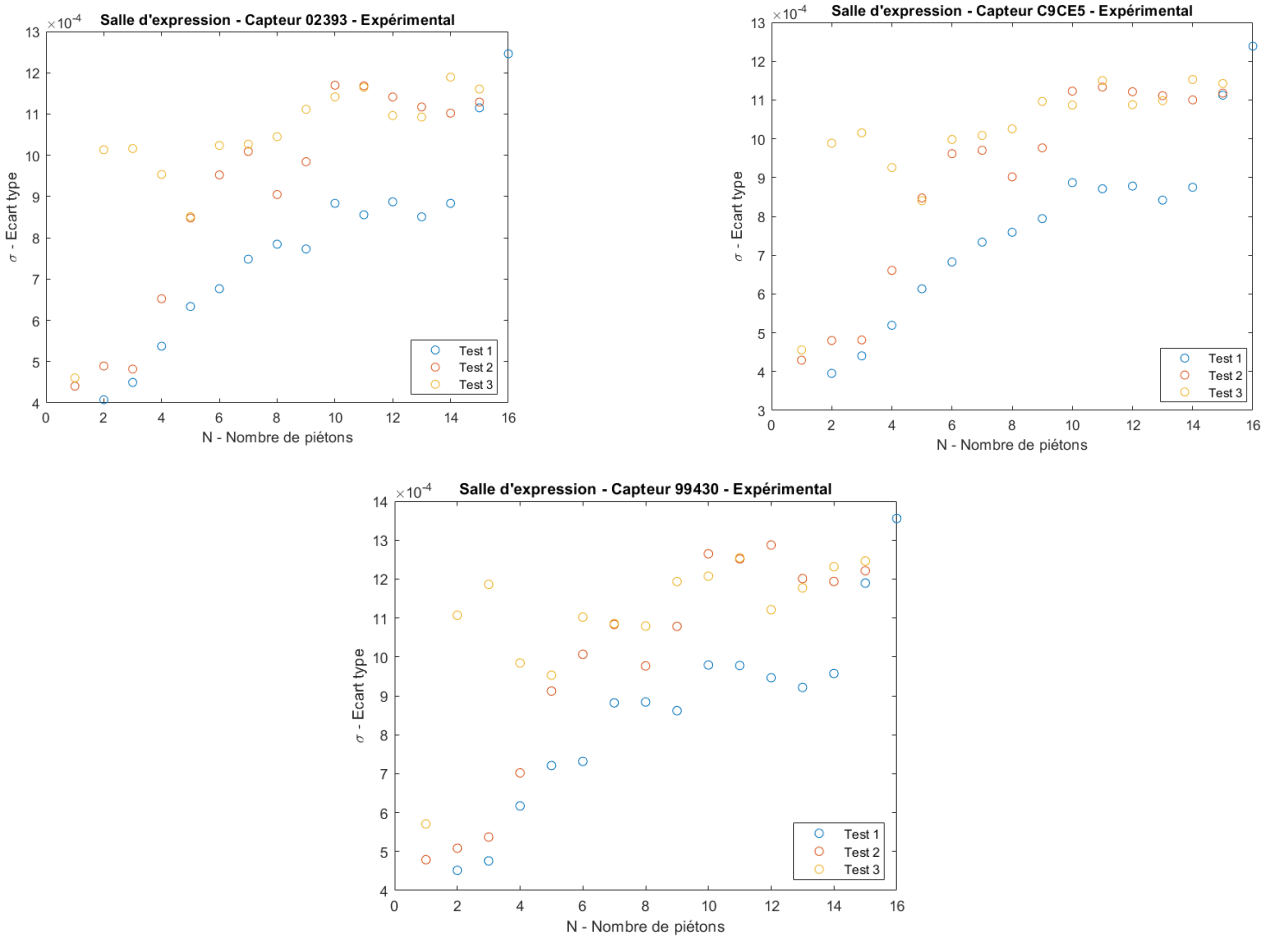 Salle d'expression - Capteur 02393 - Expérimental
×10-4
13
12
11
10
9
8
7
6
5
4
0 2 4 6 8 10 12 14 16
σ - Ecart type
N - Nombre de piétons
Test 1
Test 2
Test 3
Salle d'expression - Capteur C9CE5 - Expérimental
×10-4
13
12
11
10
9
8
7
6
5
4
3
0 2 4 6 8 10 12 14 16
σ - Ecart type
N - Nombre de piétons
Test 1
Test 2
Test 3
Salle d'expression - Capteur 99430 - Expérimental
×10-4
14
13
12
11
10
9
8
7
6
5
4
0 2 4 6 8 10 12 14 16
σ - Ecart type
N - Nombre de piétons
Test 1
Test 2
Test 3